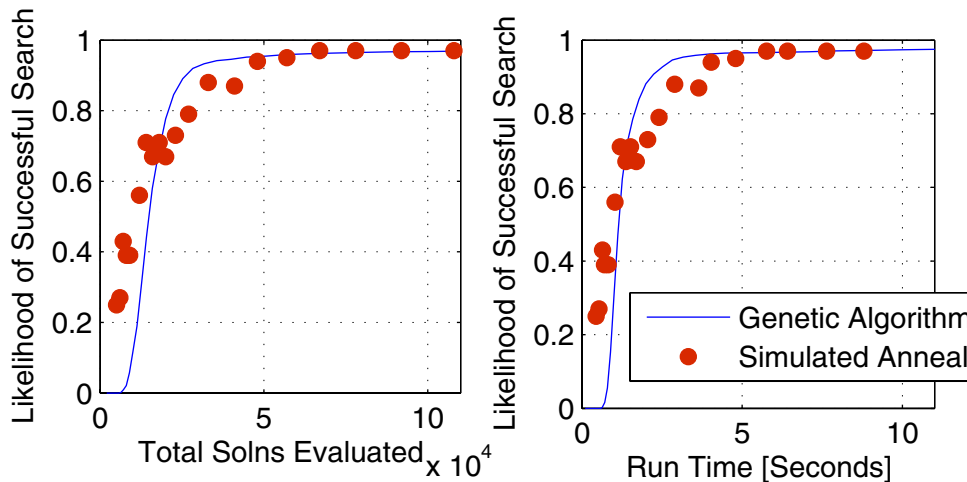 Likelihood of Successful Search
1
0.8
0.6
0.4
0.2
0
0
5
10
Total Solns Evaluated
x 10^4
Likelihood of Successful Search
1
0.8
0.6
0.4
0.2
0
0
5
10
Run Time [Seconds]
Genetic Algorithm
Simulated Anneal